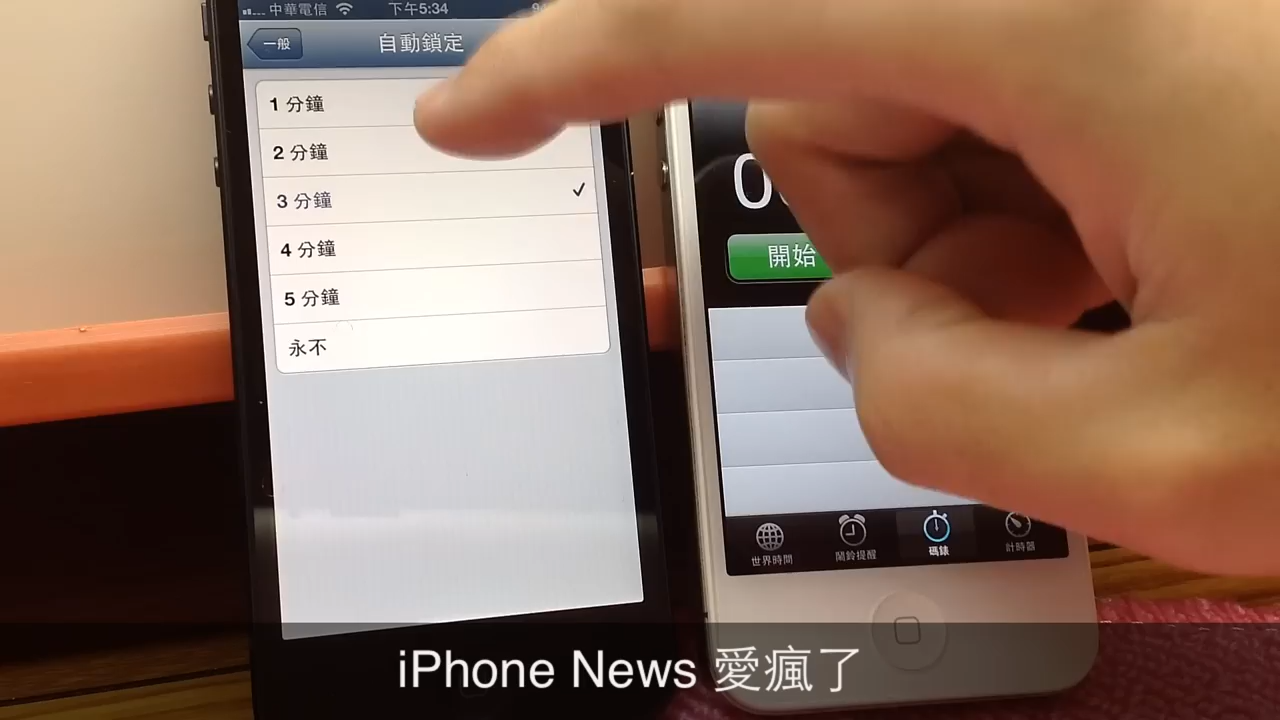 中華電信 下午5:34
一般
自動鎖定
1 分鐘
2 分鐘
3 分鐘
4 分鐘
5 分鐘
永不
開始
世界時間
鬧鈴提醒
碼錶
計時器
iPhone News 愛瘋了